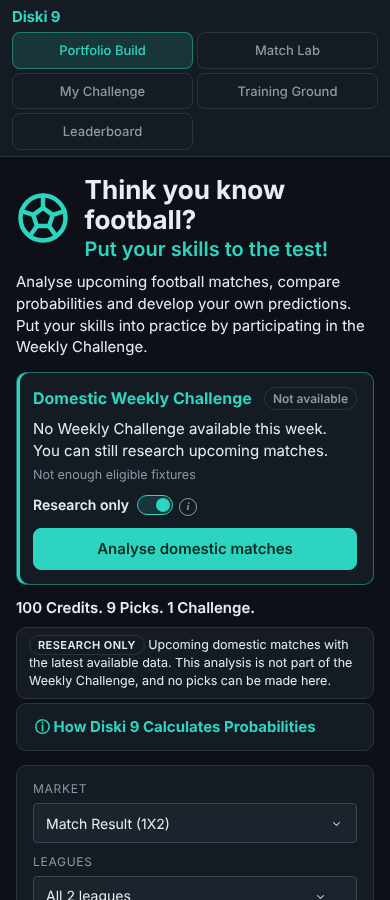 Diski 9
Portfolio Build
Match Lab
My Challenge
Training Ground
Leaderboard
Think you know
football?
Put your skills to the test!
Analyse upcoming football matches, compare
probabilities and develop your own predictions.
Put your skills into practice by participating in the
Weekly Challenge.
Domestic Weekly Challenge
Not available
No Weekly Challenge available this week.
You can still research upcoming matches.
Not enough eligible fixtures
Research only
Analyse domestic matches
100 Credits. 9 Picks. 1 Challenge.
RESEARCH ONLY Upcoming domestic matches with
the latest available data. This analysis is not part of the
Weekly Challenge, and no picks can be made here.
ⓘ How Diski 9 Calculates Probabilities
MARKET
Match Result (1X2)
LEAGUES
All 2 leagues